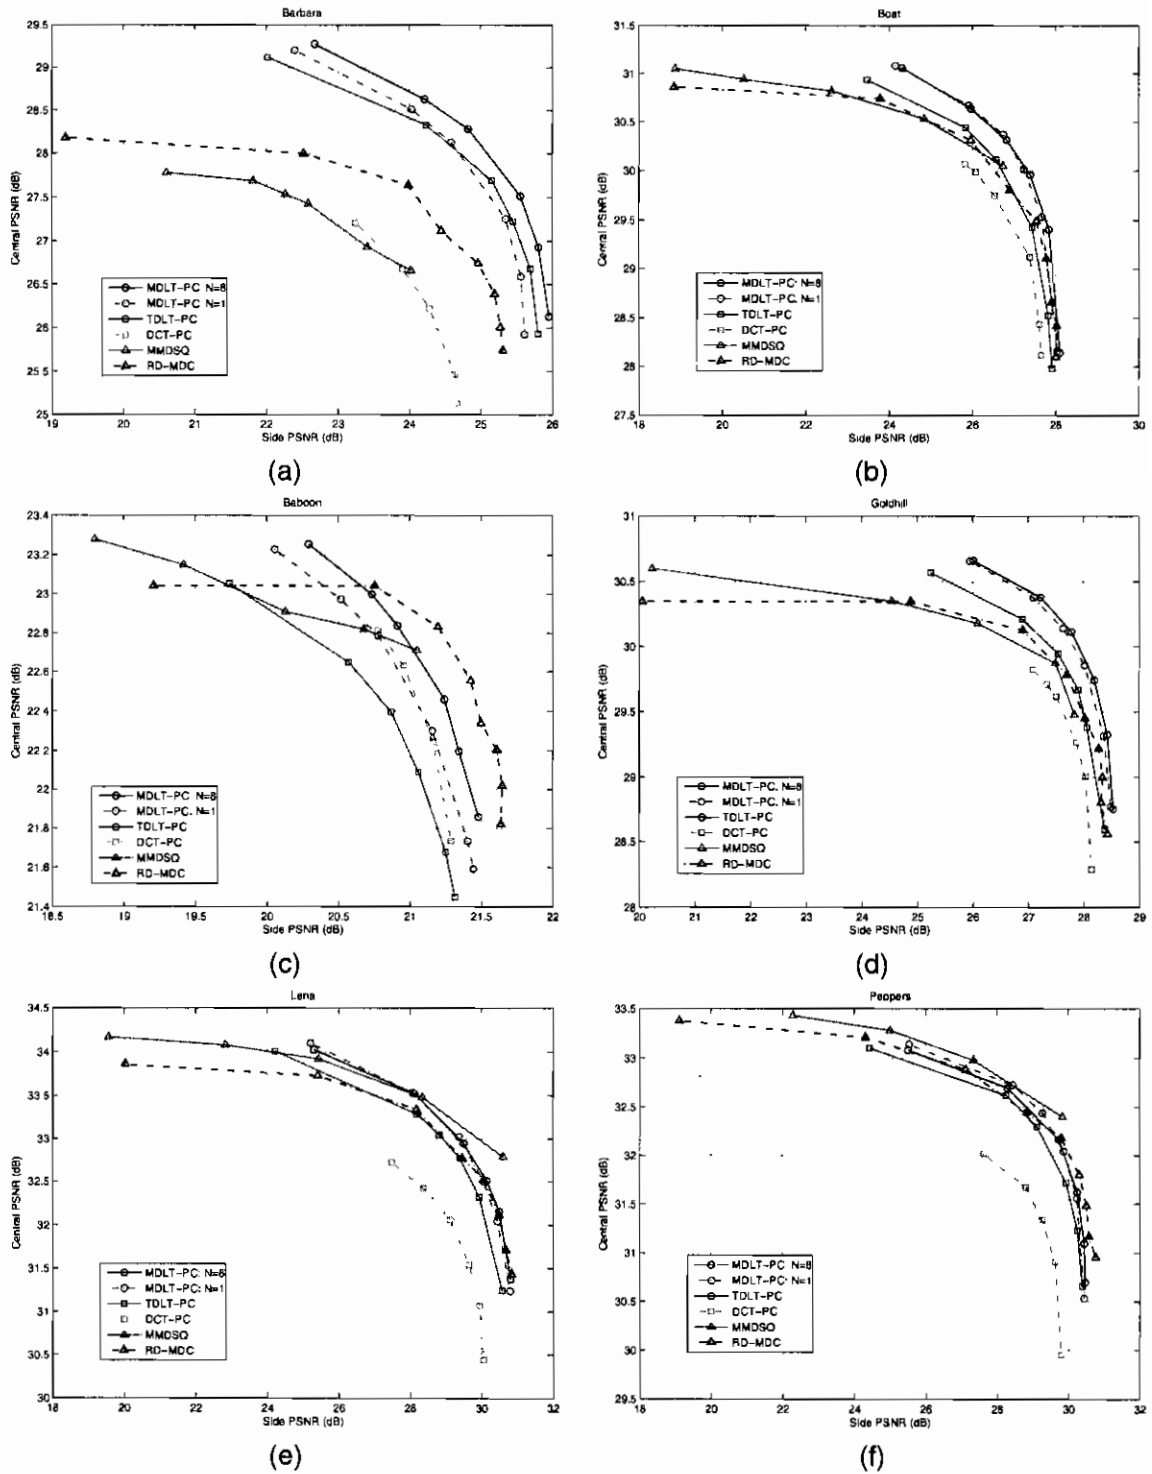 Barbara
29.5
29
28.5
28
27.5
27
26.5
26
25 5
25
Central PSNR (dB)
MDLT-PC N=8
MDLT-PC N=1
TDLT-PC
DCT-PC
MMDSQ
RD-MDC
19 20 21 22 23 24 25 26
Side PSNR (dB)
(a)
Boat
31.5
31
30.5
30
29.5
29
28.5
28
27.5
Central PSNR (dB)
MDLT-PC N=8
MDLT-PC. N=1
TDLT-PC
DCT-PC
MMDSQ
RD-MDC
18 20 22 24 26 28 30
Side PSNR (dB)
(b)
Baboon
23.4
23.2
23
22.8
22.6
22 4
22 2
22
21.8
21.6
21.4
Central PSNR (dB)
MDLT-PC N=8
MDLT-PC. N=1
TDLT-PC
DCT-PC
MMDSQ
RD-MDC
18.5 19 19.5 20 20.5 21 21.5 22
Side PSNR (dB)
(c)
Goldhill
31
30.5
30
29.5
29
28.5
28
Central PSNR (dB)
MDLT-PC. N=8
MDLT-PC. N=1
TDLT-PC
DCT-PC
MMDSQ
RD-MDC
20 21 22 23 24 25 26 27 28 29
Side PSNR (dB)
(d)
Lena
34.5
34
33.5
33
32.5
32
31.5
31
30.5
30
Central PSNR (dB)
MDLT-PC: N=8
MDLT-PC: N=1
TDLT-PC
DCT-PC
MMDSQ
RD-MDC
18 20 22 24 26 28 30 32
Side PSNR (dB)
(e)
Peppers
33.5
33
32.5
32
31.5
31
30.5
30
29.5
Central PSNR (dB)
MDLT-PC N=8
MDLT-PC N=1
TDLT-PC
DCT-PC
MMDSQ
RD-MDC
18 20 22 24 26 28 30 32
Side PSNR (dB)
(f)